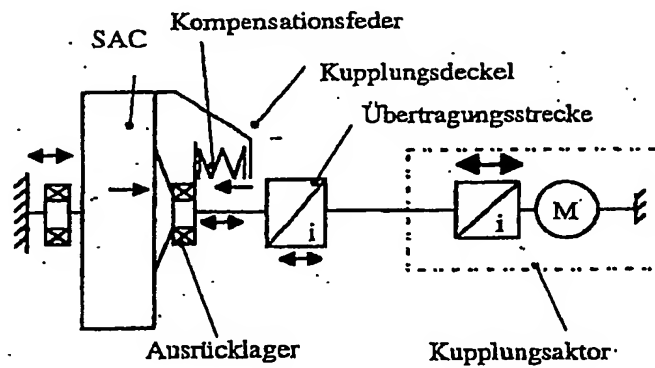 Kompensationsfeder
SAC
Kupplungsdeckel
Übertragungsstrecke
i
i
M
Ausrücklager
Kupplungsaktor